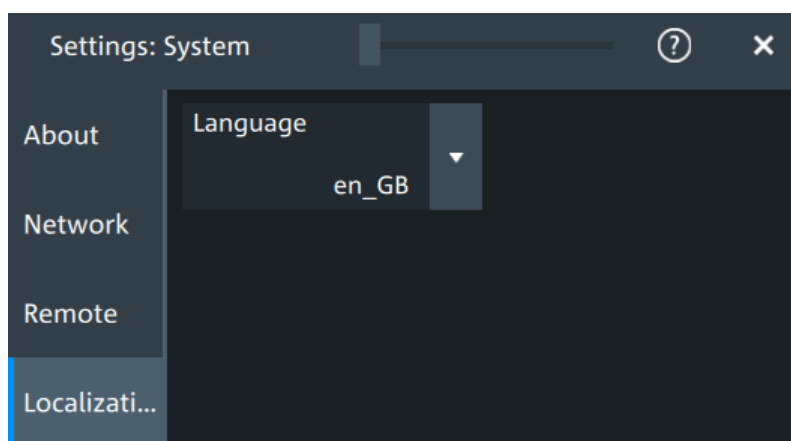 Settings: System
?
About
Network
Remote
Localizati...
Language
en_GB